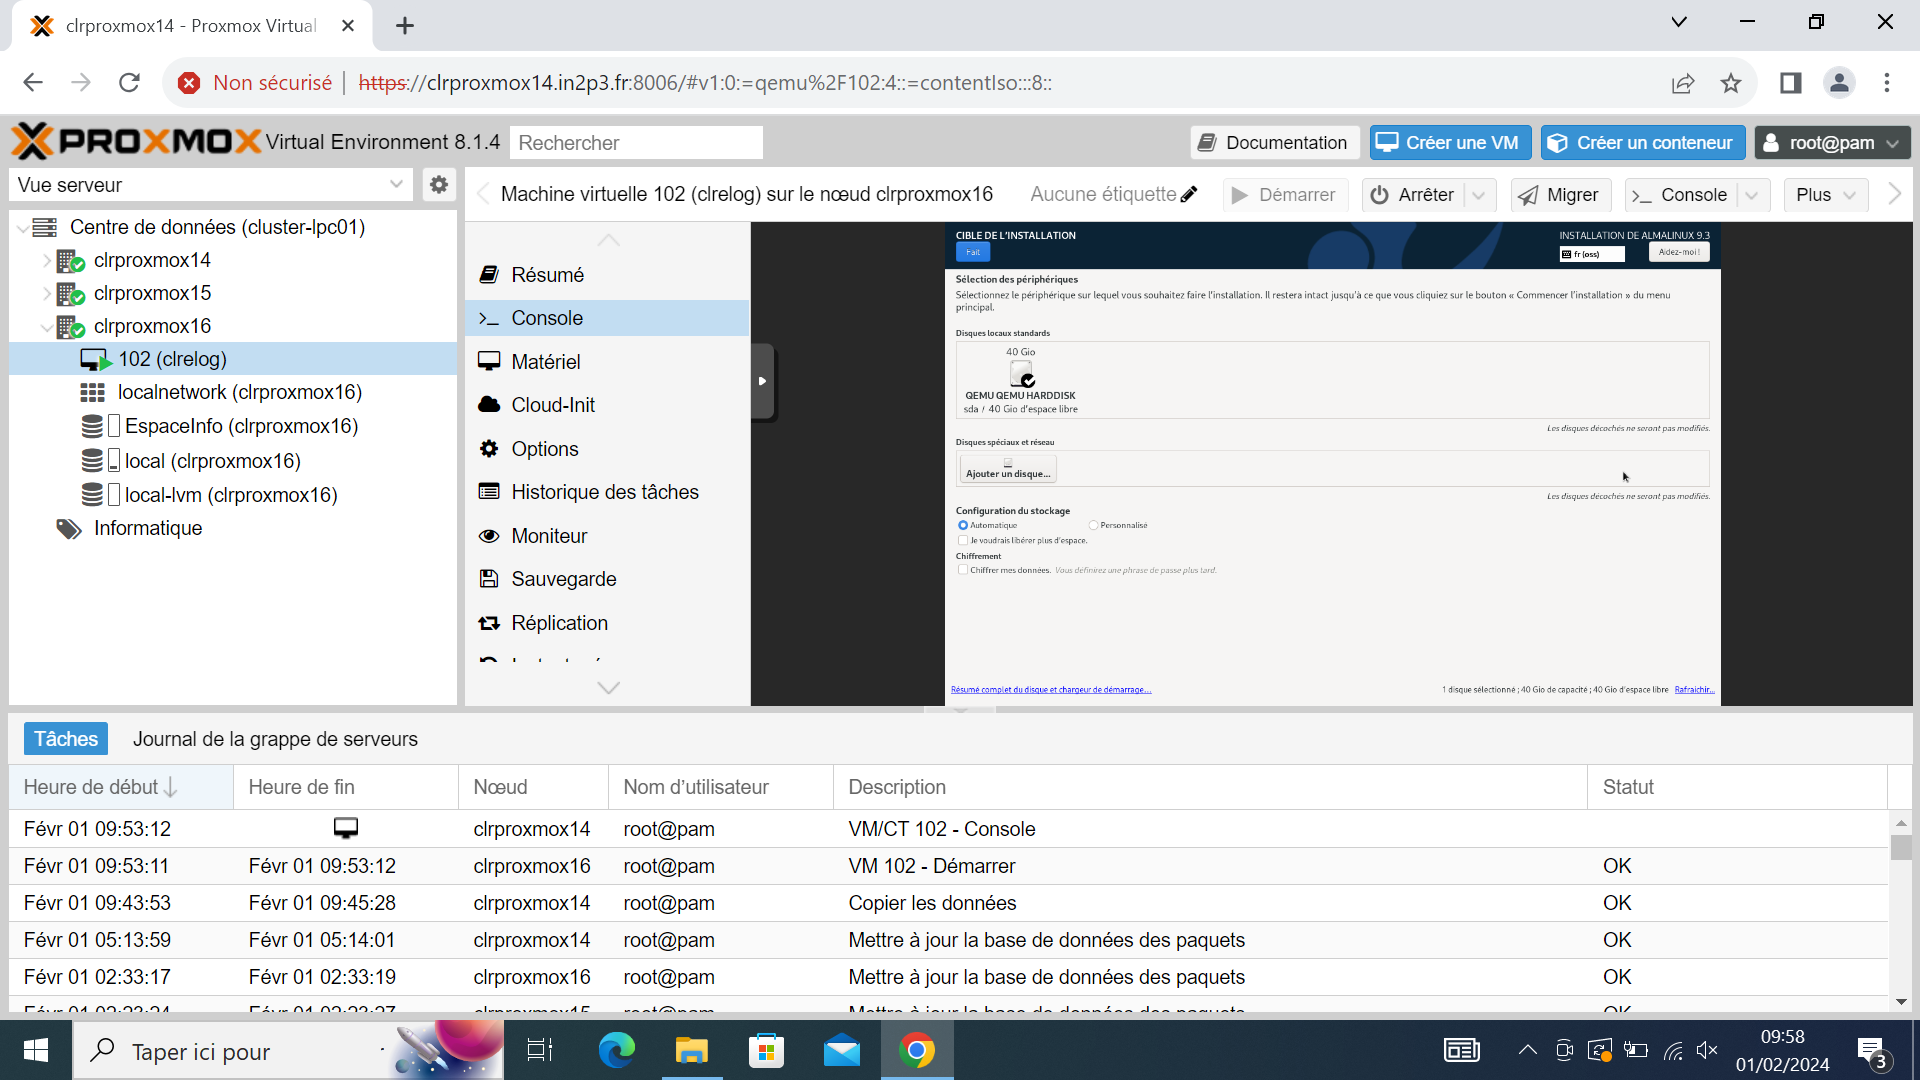 clrproxmox14 - Proxmox Virtual
Non sécurisé
https://clrproxmox14.in2p3.fr:8006/#v1:0:=qemu%2F102:4::=contentIso:::8::
PROXMOX Virtual Environment 8.1.4
Rechercher
Documentation
Créer une VM
Créer un conteneur
root@pam
Vue serveur
Machine virtuelle 102 (clrelog) sur le nœud clrproxmox16
Aucune étiquette
Démarrer
Arrêter
Migrer
Console
Plus
Centre de données (cluster-lpc01)
clrproxmox14
clrproxmox15
clrproxmox16
102 (clrelog)
localnetwork (clrproxmox16)
EspaceInfo (clrproxmox16)
local (clrproxmox16)
local-lvm (clrproxmox16)
Informatique
Résumé
Console
Matériel
Cloud-Init
Options
Historique des tâches
Moniteur
Sauvegarde
Réplication
CIBLE DE L'INSTALLATION
Fait
INSTALLATION DE ALMALINUX 9.3
fr (oss)
Aidez-moi !
Sélection des périphériques
Sélectionnez le périphérique sur lequel vous souhaitez faire l'installation. Il restera intact jusqu'à ce que vous cliquiez sur le bouton « Commencer l'installation » du menu
principal.
Disques locaux standards
40 Gio
QEMU QEMU HARDDISK
sda / 40 Gio d'espace libre
Les disques décochés ne seront pas modifiés.
Disques spéciaux et réseau
Ajouter un disque...
Les disques décochés ne seront pas modifiés.
Configuration du stockage
Automatique
Personnalisé
Je voudrais libérer plus d'espace.
Chiffrement
Chiffrer mes données. Vous définirez une phrase de passe plus tard.
Résumé complet du disque et chargeur de démarrage...
1 disque sélectionné ; 40 Gio de capacité ; 40 Gio d'espace libre Rafraichir...
Tâches
Journal de la grappe de serveurs
Heure de début Heure de fin Nœud Nom d'utilisateur Description Statut
Févr 01 09:53:12 clrproxmox14 root@pam VM/CT 102 - Console
Févr 01 09:53:11 Févr 01 09:53:12 clrproxmox16 root@pam VM 102 - Démarrer OK
Févr 01 09:43:53 Févr 01 09:45:28 clrproxmox14 root@pam Copier les données OK
Févr 01 05:13:59 Févr 01 05:14:01 clrproxmox14 root@pam Mettre à jour la base de données des paquets OK
Févr 01 02:33:17 Févr 01 02:33:19 clrproxmox16 root@pam Mettre à jour la base de données des paquets OK
Taper ici pour
09:58
01/02/2024
3